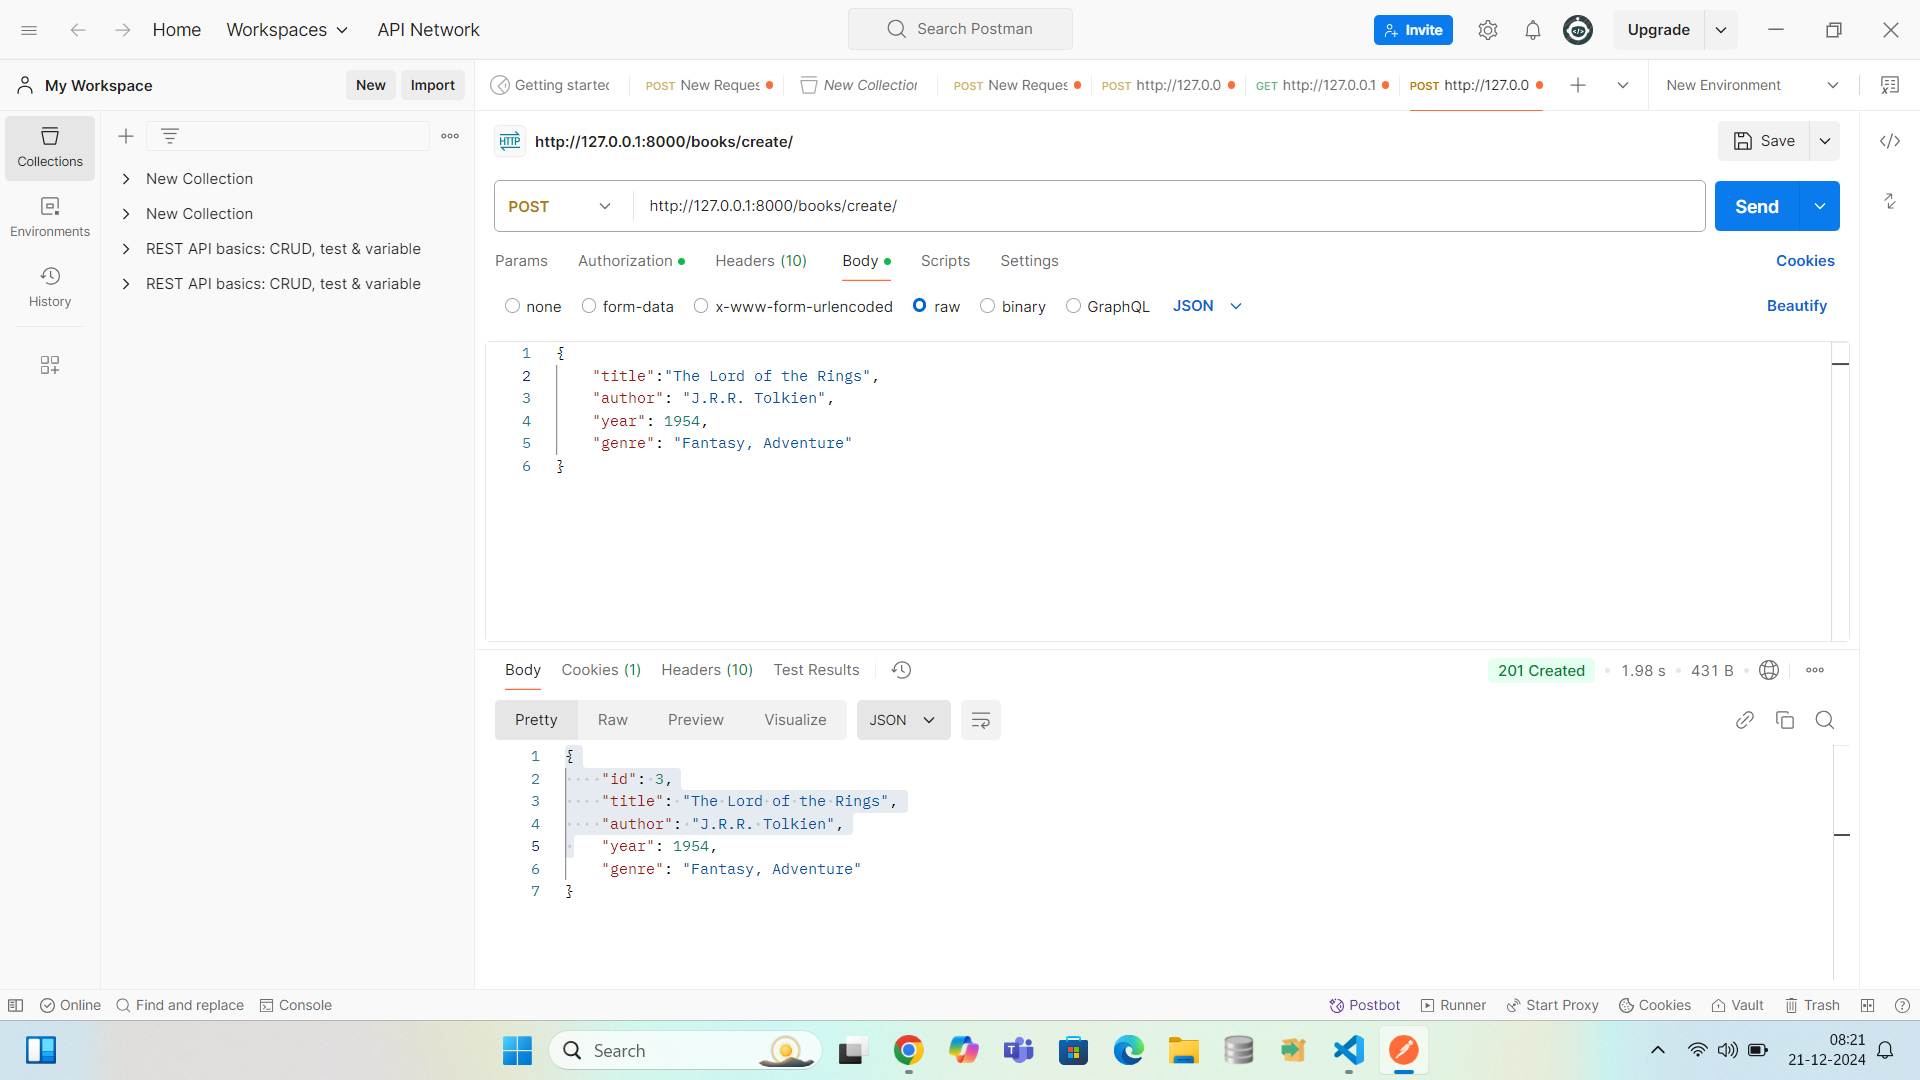 Home
Workspaces
API Network
Search Postman
Invite
Upgrade
My Workspace
New
Import
Getting started
POST New Reques
New Collection
POST New Reques
POST http://127.0.0
GET http://127.0.0.1
POST http://127.0.0
New Environment
Collections
Environments
History
New Collection
New Collection
REST API basics: CRUD, test & variable
REST API basics: CRUD, test & variable
HTTP
http://127.0.0.1:8000/books/create/
Save
POST
http://127.0.0.1:8000/books/create/
Send
Params
Authorization
Headers (10)
Body
Scripts
Settings
Cookies
none
form-data
x-www-form-urlencoded
raw
binary
GraphQL
JSON
Beautify
1 {
2 "title":"The Lord of the Rings",
3 "author": "J.R.R. Tolkien",
4 "year": 1954,
5 "genre": "Fantasy, Adventure"
6 }
Body
Cookies (1)
Headers (10)
Test Results
201 Created
1.98 s
431 B
Pretty
Raw
Preview
Visualize
JSON
1 {
2 "id": 3,
3 "title": "The Lord of the Rings",
4 "author": "J.R.R. Tolkien",
5 "year": 1954,
6 "genre": "Fantasy, Adventure"
7 }
Online
Find and replace
Console
Postbot
Runner
Start Proxy
Cookies
Vault
Trash
Search
08:21
21-12-2024